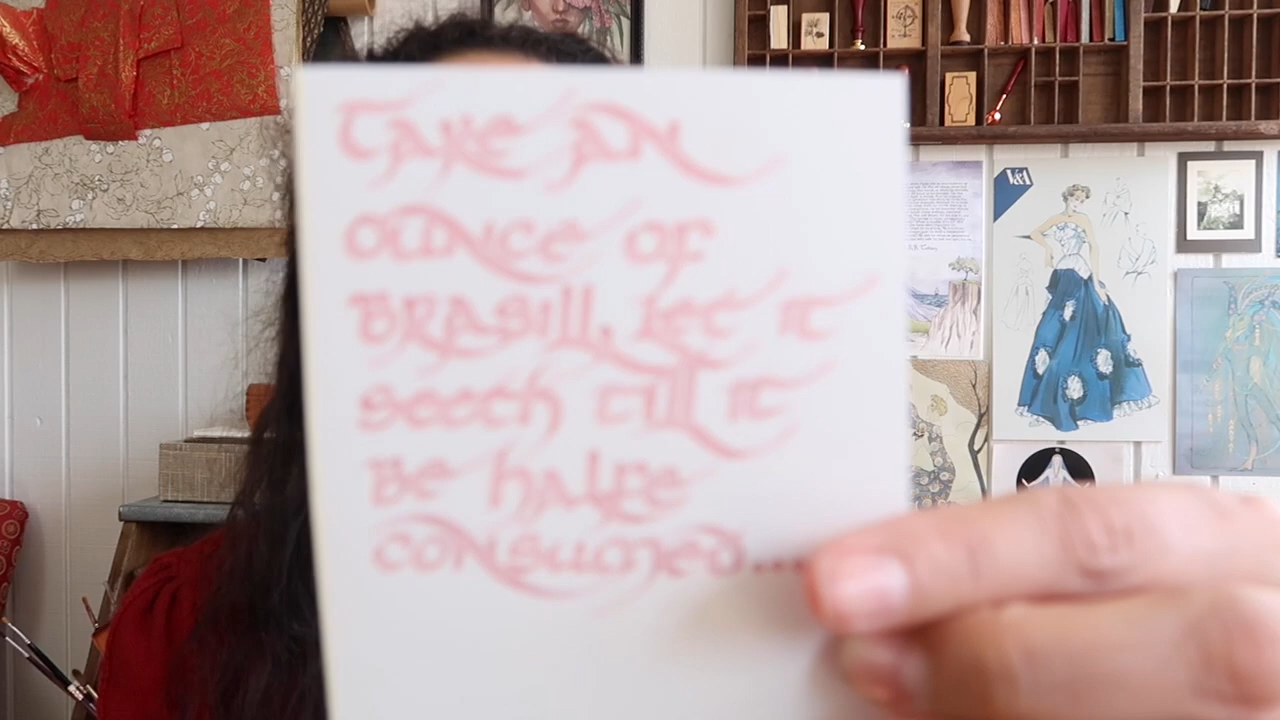 TAKE AN
OUNCE OF
BRASILL, LET IT
SEETH TILL IT
BE HALFE
CONSUMED...
V&A